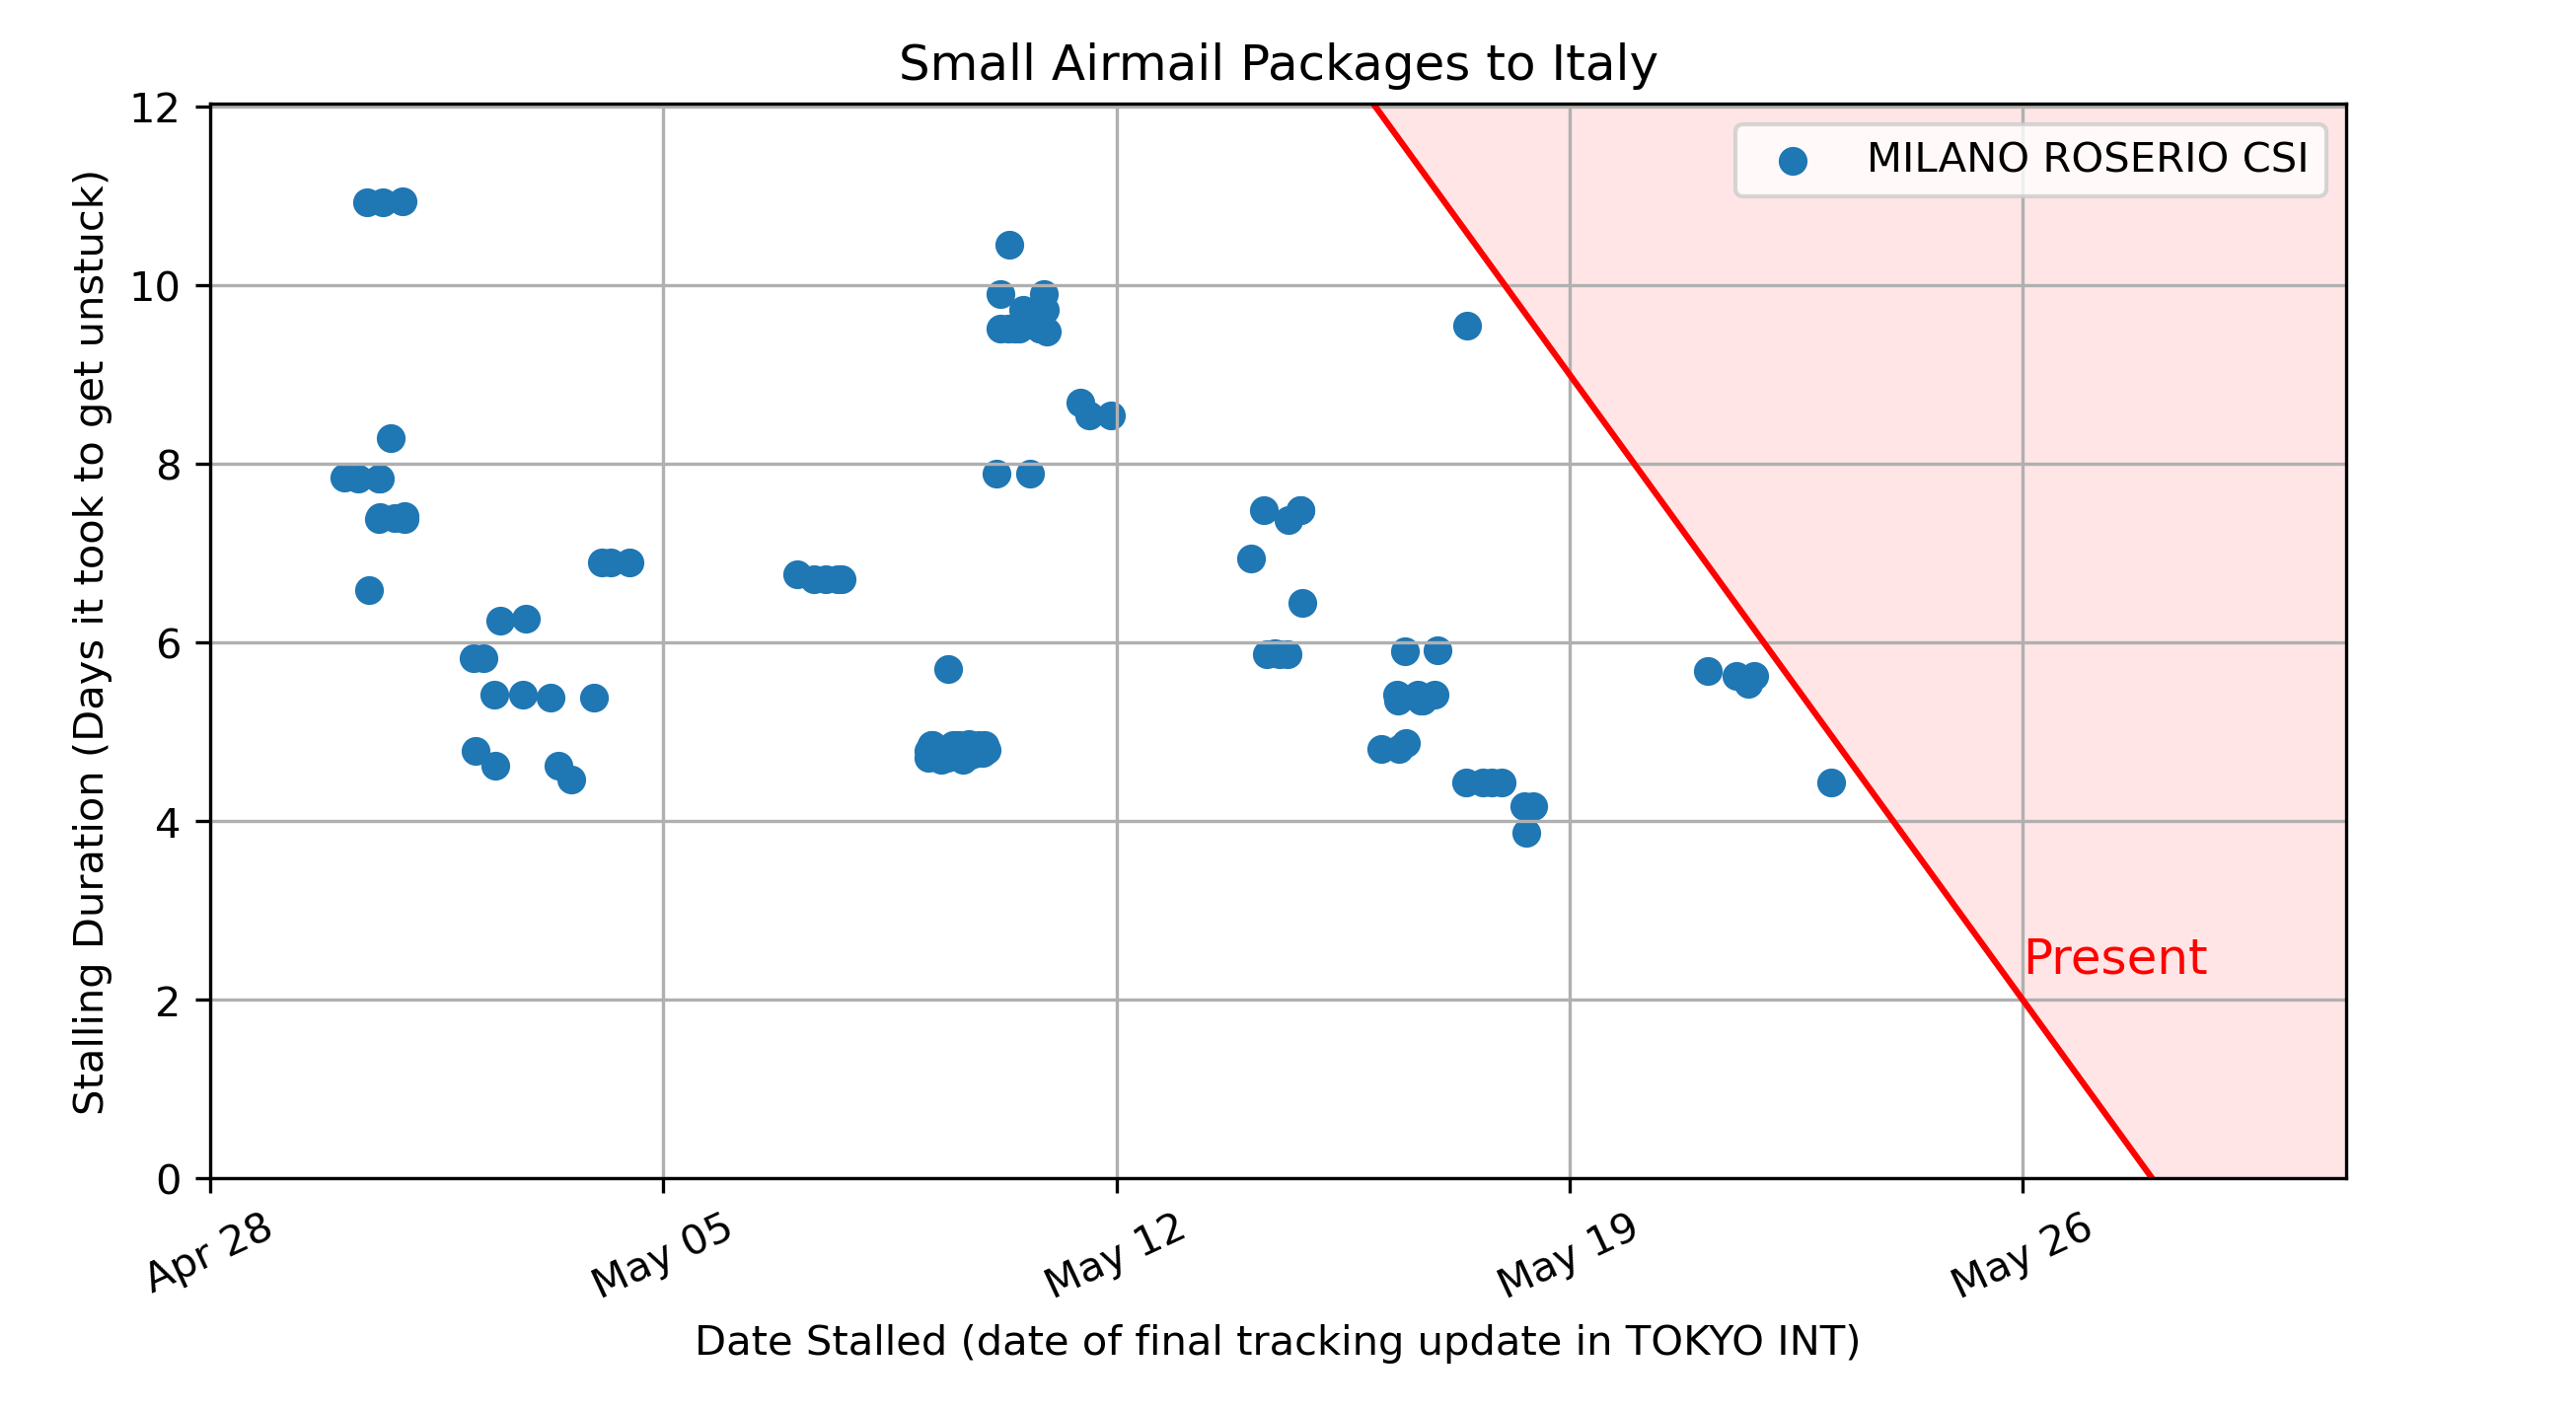 Small Airmail Packages to Italy
Stalling Duration (Days it took to get unstuck)
12
10
8
6
4
2
0
MILANO ROSERIO CSI
Present
Apr 28
May 05
May 12
May 19
May 26
Date Stalled (date of final tracking update in TOKYO INT)